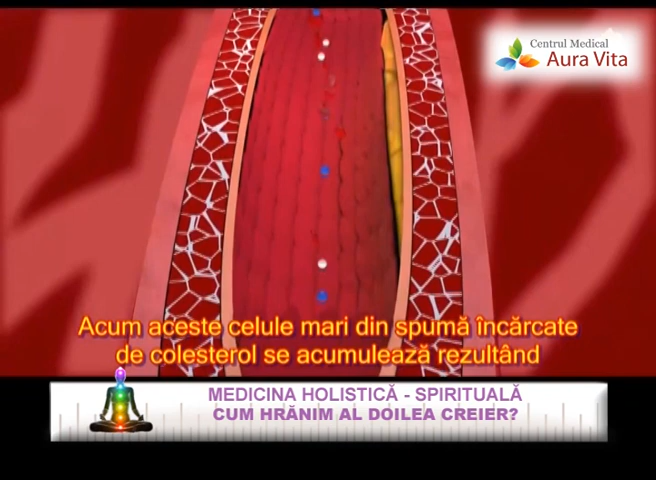 Centrul Medical
Aura Vita
Acum aceste celule mari din spumă încărcate
de colesterol se acumulează rezultând
MEDICINA HOLISTICĂ - SPIRITUALĂ
CUM HRĂNIM AL DOILEA CREIER?